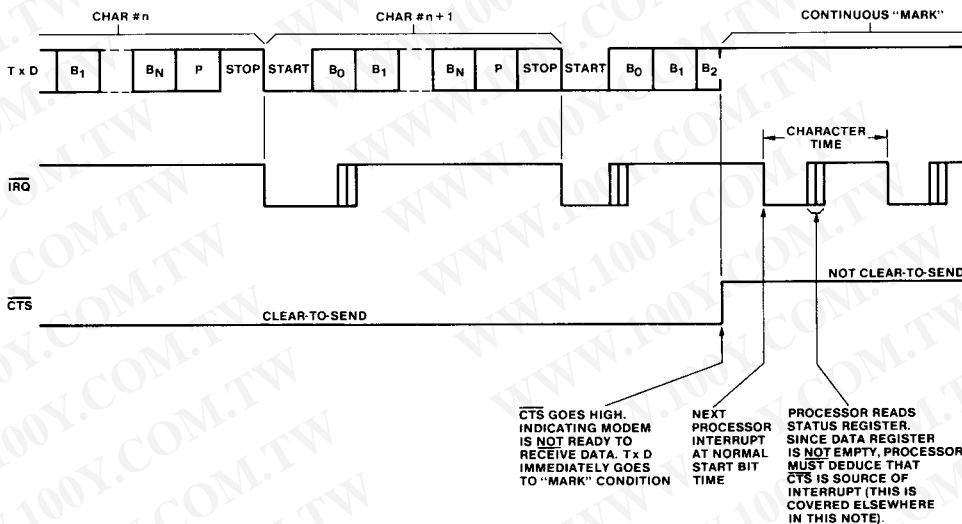 CHAR #n
CHAR #n + 1
CONTINUOUS "MARK"
T x D B1 BN P STOP START B0 B1 BN P STOP START B0 B1 B2
CHARACTER
TIME
IRQ
NOT CLEAR-TO-SEND
CTS
CLEAR-TO-SEND
CTS GOES HIGH.
INDICATING MODEM
IS NOT READY TO
RECEIVE DATA. T x D
IMMEDIATELY GOES
TO "MARK" CONDITION
NEXT
PROCESSOR
INTERRUPT
AT NORMAL
START BIT
TIME
PROCESSOR READS
STATUS REGISTER.
SINCE DATA REGISTER
IS NOT EMPTY, PROCESSOR
MUST DEDUCE THAT
CTS IS SOURCE OF
INTERRUPT (THIS IS
COVERED ELSEWHERE
IN THIS NOTE).
WWW.100Y.COM.TW